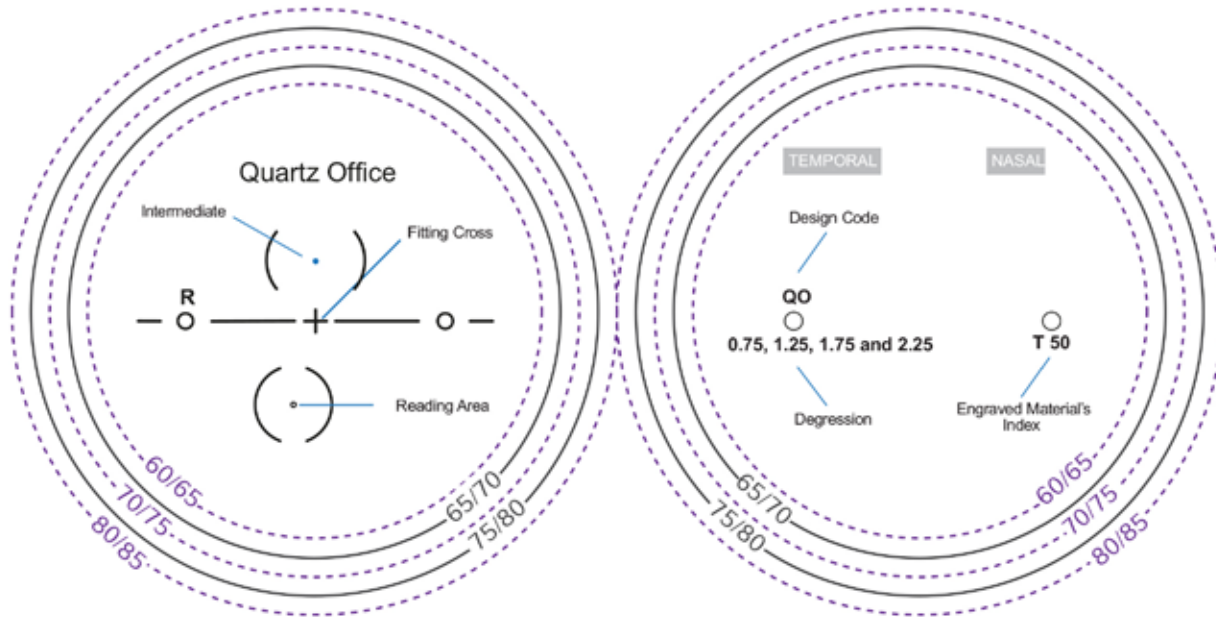 Quartz Office
Intermediate
Fitting Cross
R
Reading Area
60/65
65/70
70/75
75/80
80/85
TEMPORAL
NASAL
Design Code
QO
0.75, 1.25, 1.75 and 2.25
T 50
Degression
Engraved Material's
Index
65/70
60/65
75/80
70/75
80/85